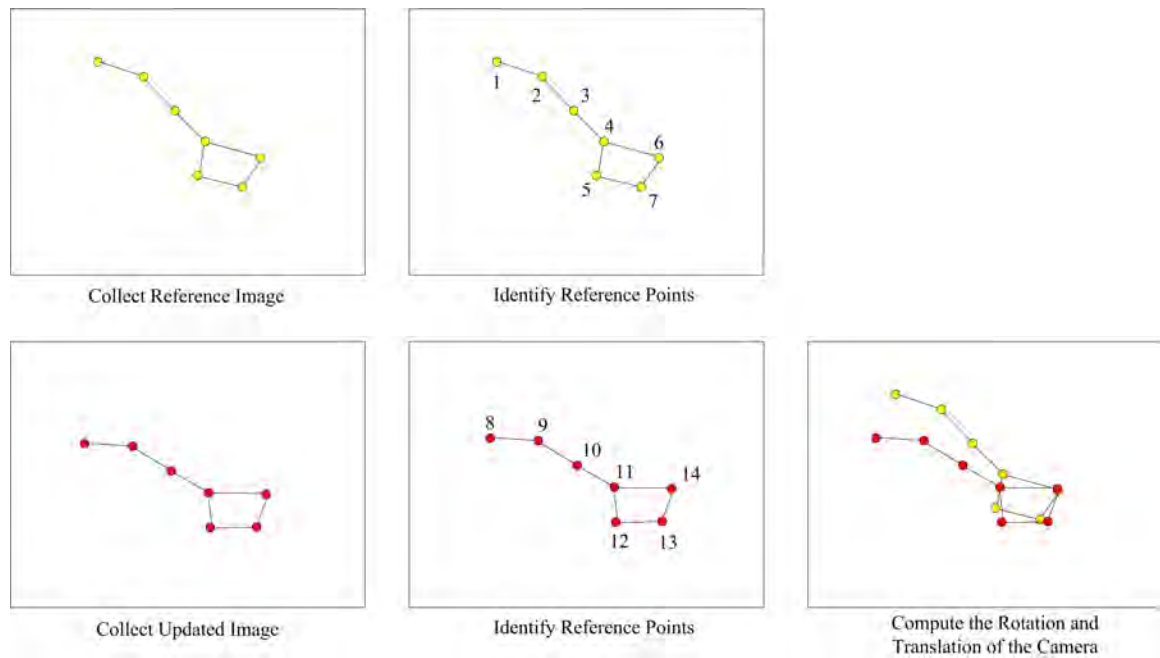 1
2
3
4
6
5
7
Collect Reference Image
Identify Reference Points
8
9
10
11
14
12
13
Collect Updated Image
Identify Reference Points
Compute the Rotation and
Translation of the Camera